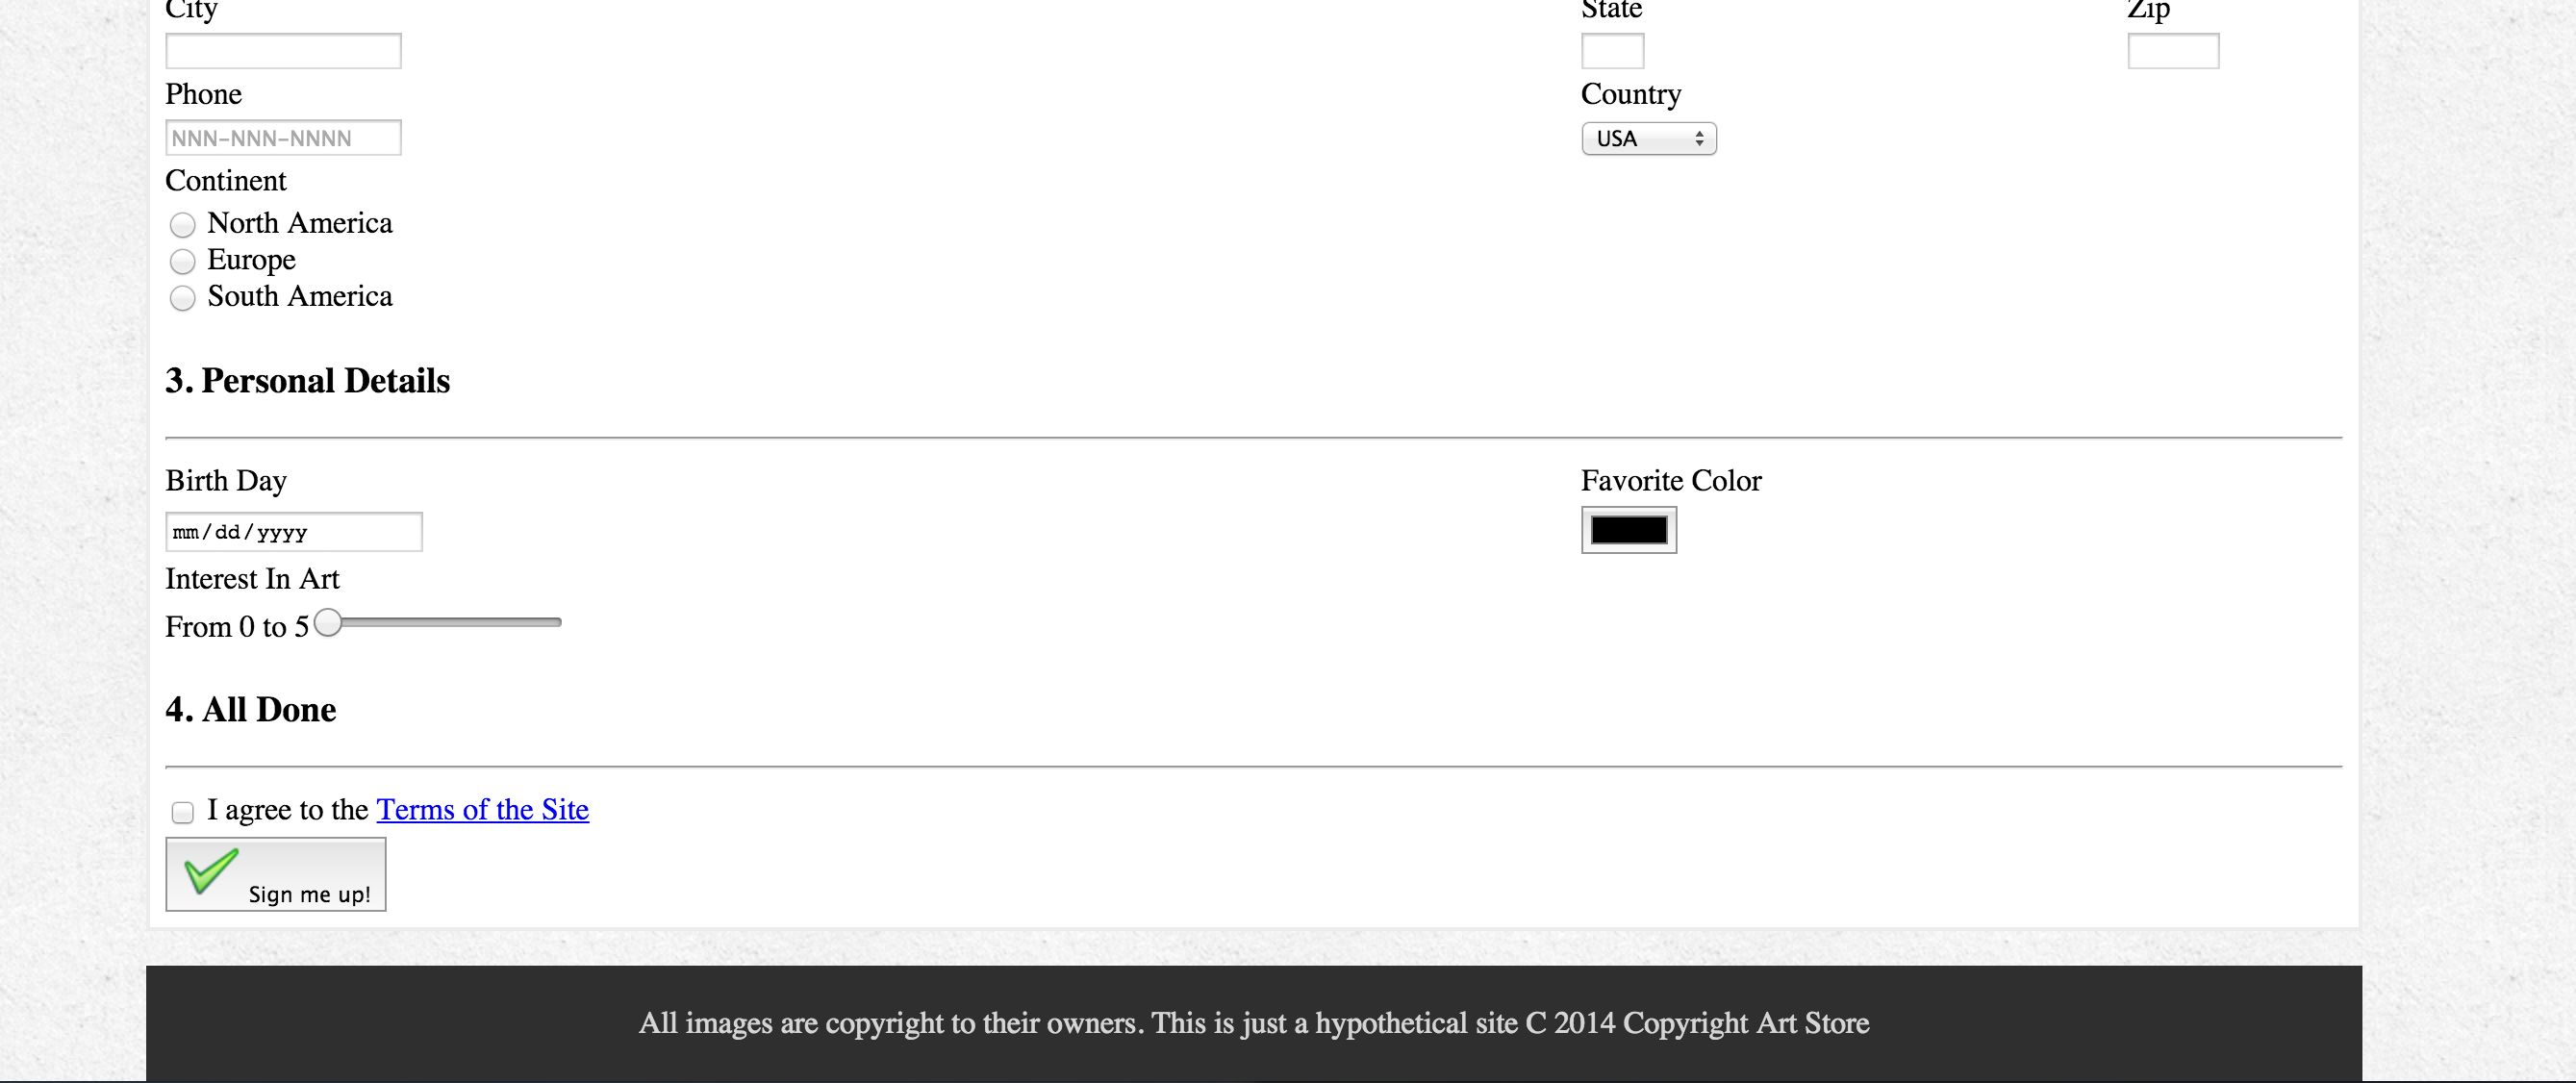 City State Zip
Phone Country
NNN-NNN-NNNN USA
Continent
North America
Europe
South America
3. Personal Details
Birth Day Favorite Color
mm/dd/yyyy
Interest In Art
From 0 to 5
4. All Done
I agree to the Terms of the Site
Sign me up!
All images are copyright to their owners. This is just a hypothetical site C 2014 Copyright Art Store